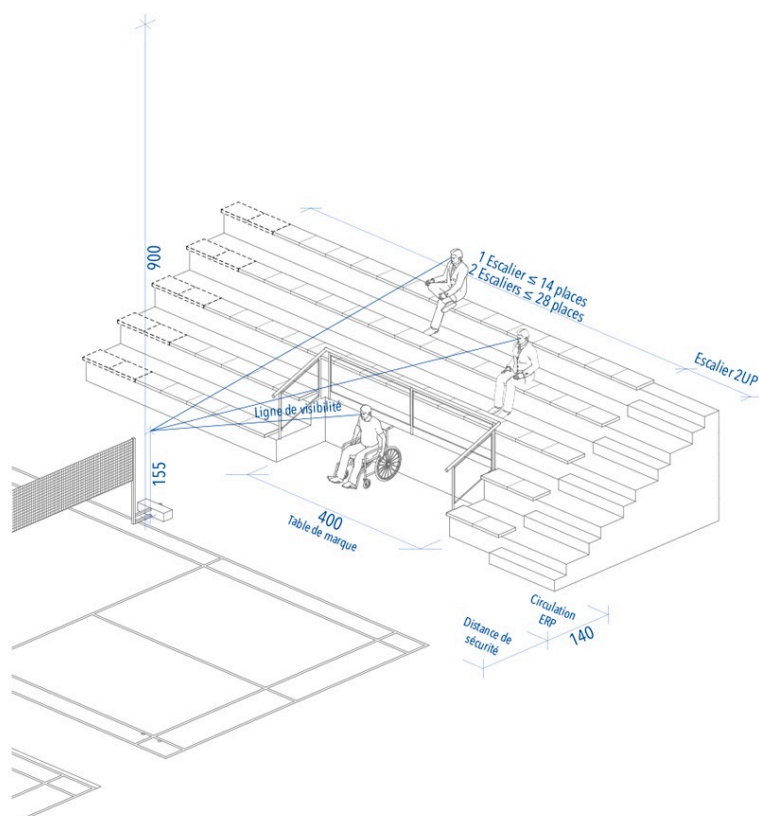 900
1 Escalier ≤ 14 places
2 Escaliers ≤ 28 places
Escalier 2UP
Ligne de visibilité
155
400
Table de marque
Circulation
ERP
140
Distance de
sécurité